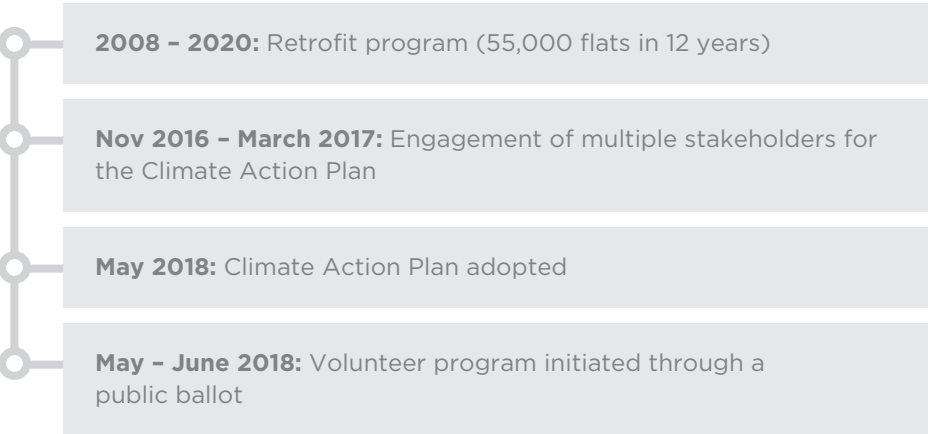 2008 – 2020: Retrofit program (55,000 flats in 12 years)
Nov 2016 – March 2017: Engagement of multiple stakeholders for
the Climate Action Plan
May 2018: Climate Action Plan adopted
May – June 2018: Volunteer program initiated through a
public ballot